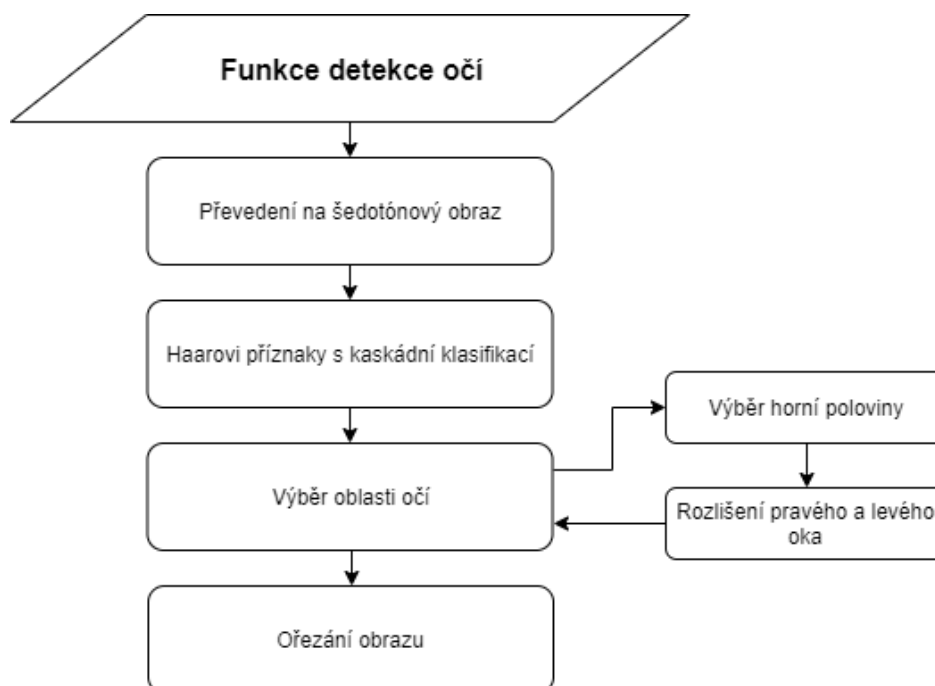 Funkce detekce očí
Převedení na šedotónový obraz
Haarovi příznaky s kaskádní klasifikací
Výběr horní poloviny
Výběr oblasti očí
Rozlišení pravého a levého
oka
Ořezání obrazu